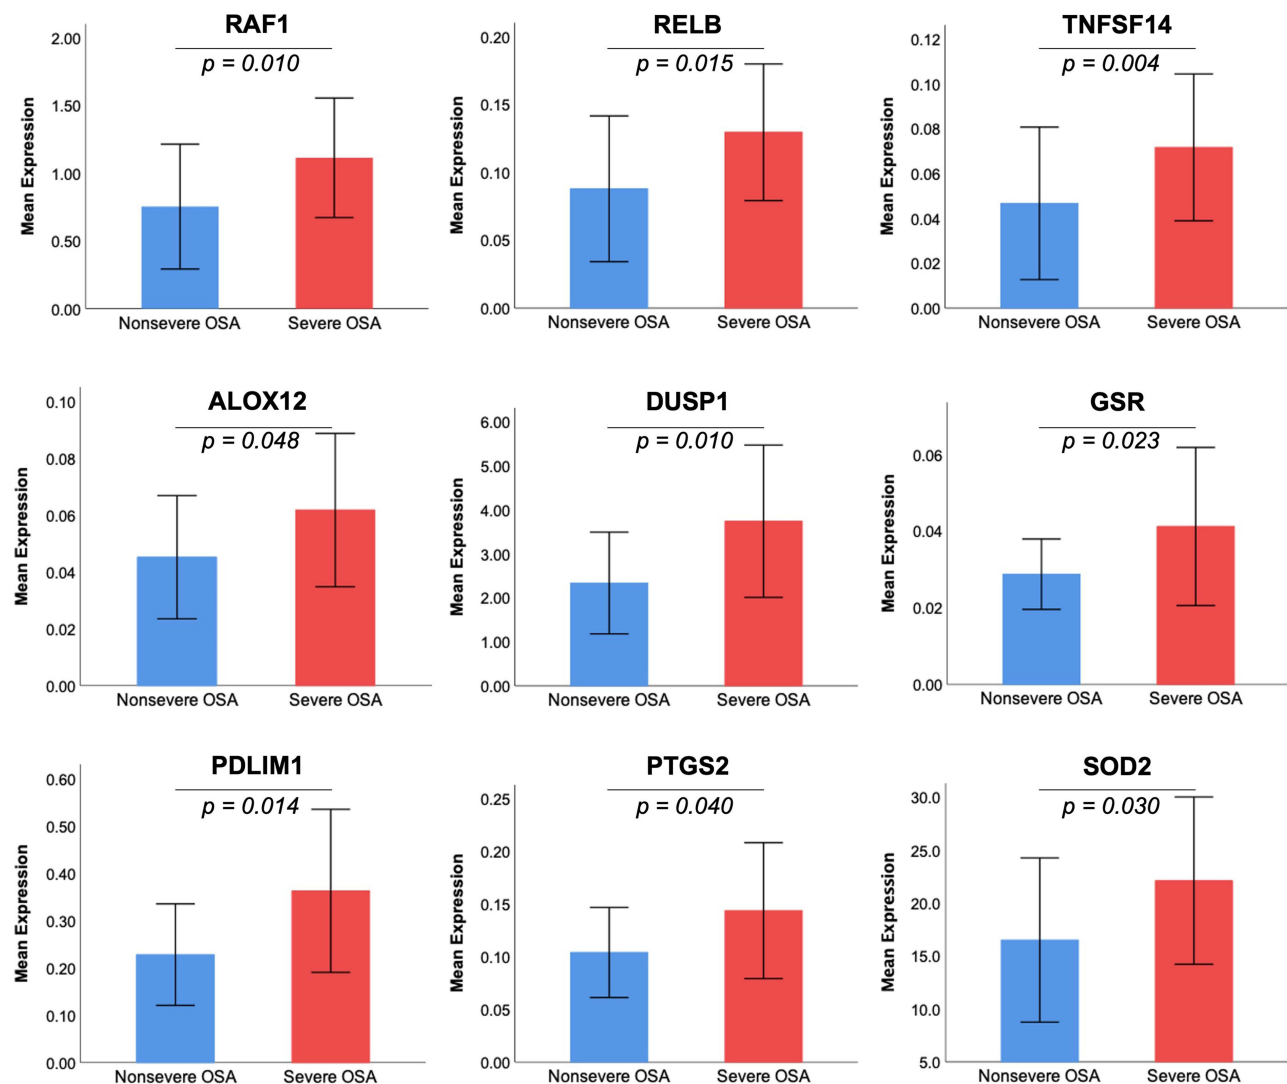 RAF1
2.00
p = 0.010
1.50
1.00
0.50
0.00
Mean Expression
Nonsevere OSA Severe OSA
RELB
0.20
p = 0.015
0.15
0.10
0.05
0.00
Mean Expression
Nonsevere OSA Severe OSA
TNFSF14
0.12
p = 0.004
0.10
0.08
0.06
0.04
0.02
0.00
Mean Expression
Nonsevere OSA Severe OSA
ALOX12
0.10
p = 0.048
0.08
0.06
0.04
0.02
0.00
Mean Expression
Nonsevere OSA Severe OSA
DUSP1
6.00
p = 0.010
5.00
4.00
3.00
2.00
1.00
0.00
Mean Expression
Nonsevere OSA Severe OSA
GSR
p = 0.023
0.06
0.04
0.02
0.00
Mean Expression
Nonsevere OSA Severe OSA
PDLIM1
0.60
p = 0.014
0.50
0.40
0.30
0.20
0.10
0.00
Mean Expression
Nonsevere OSA Severe OSA
PTGS2
0.25
p = 0.040
0.20
0.15
0.10
0.05
0.00
Mean Expression
Nonsevere OSA Severe OSA
SOD2
30.0
p = 0.030
25.0
20.0
15.0
10.0
5.0
Mean Expression
Nonsevere OSA Severe OSA